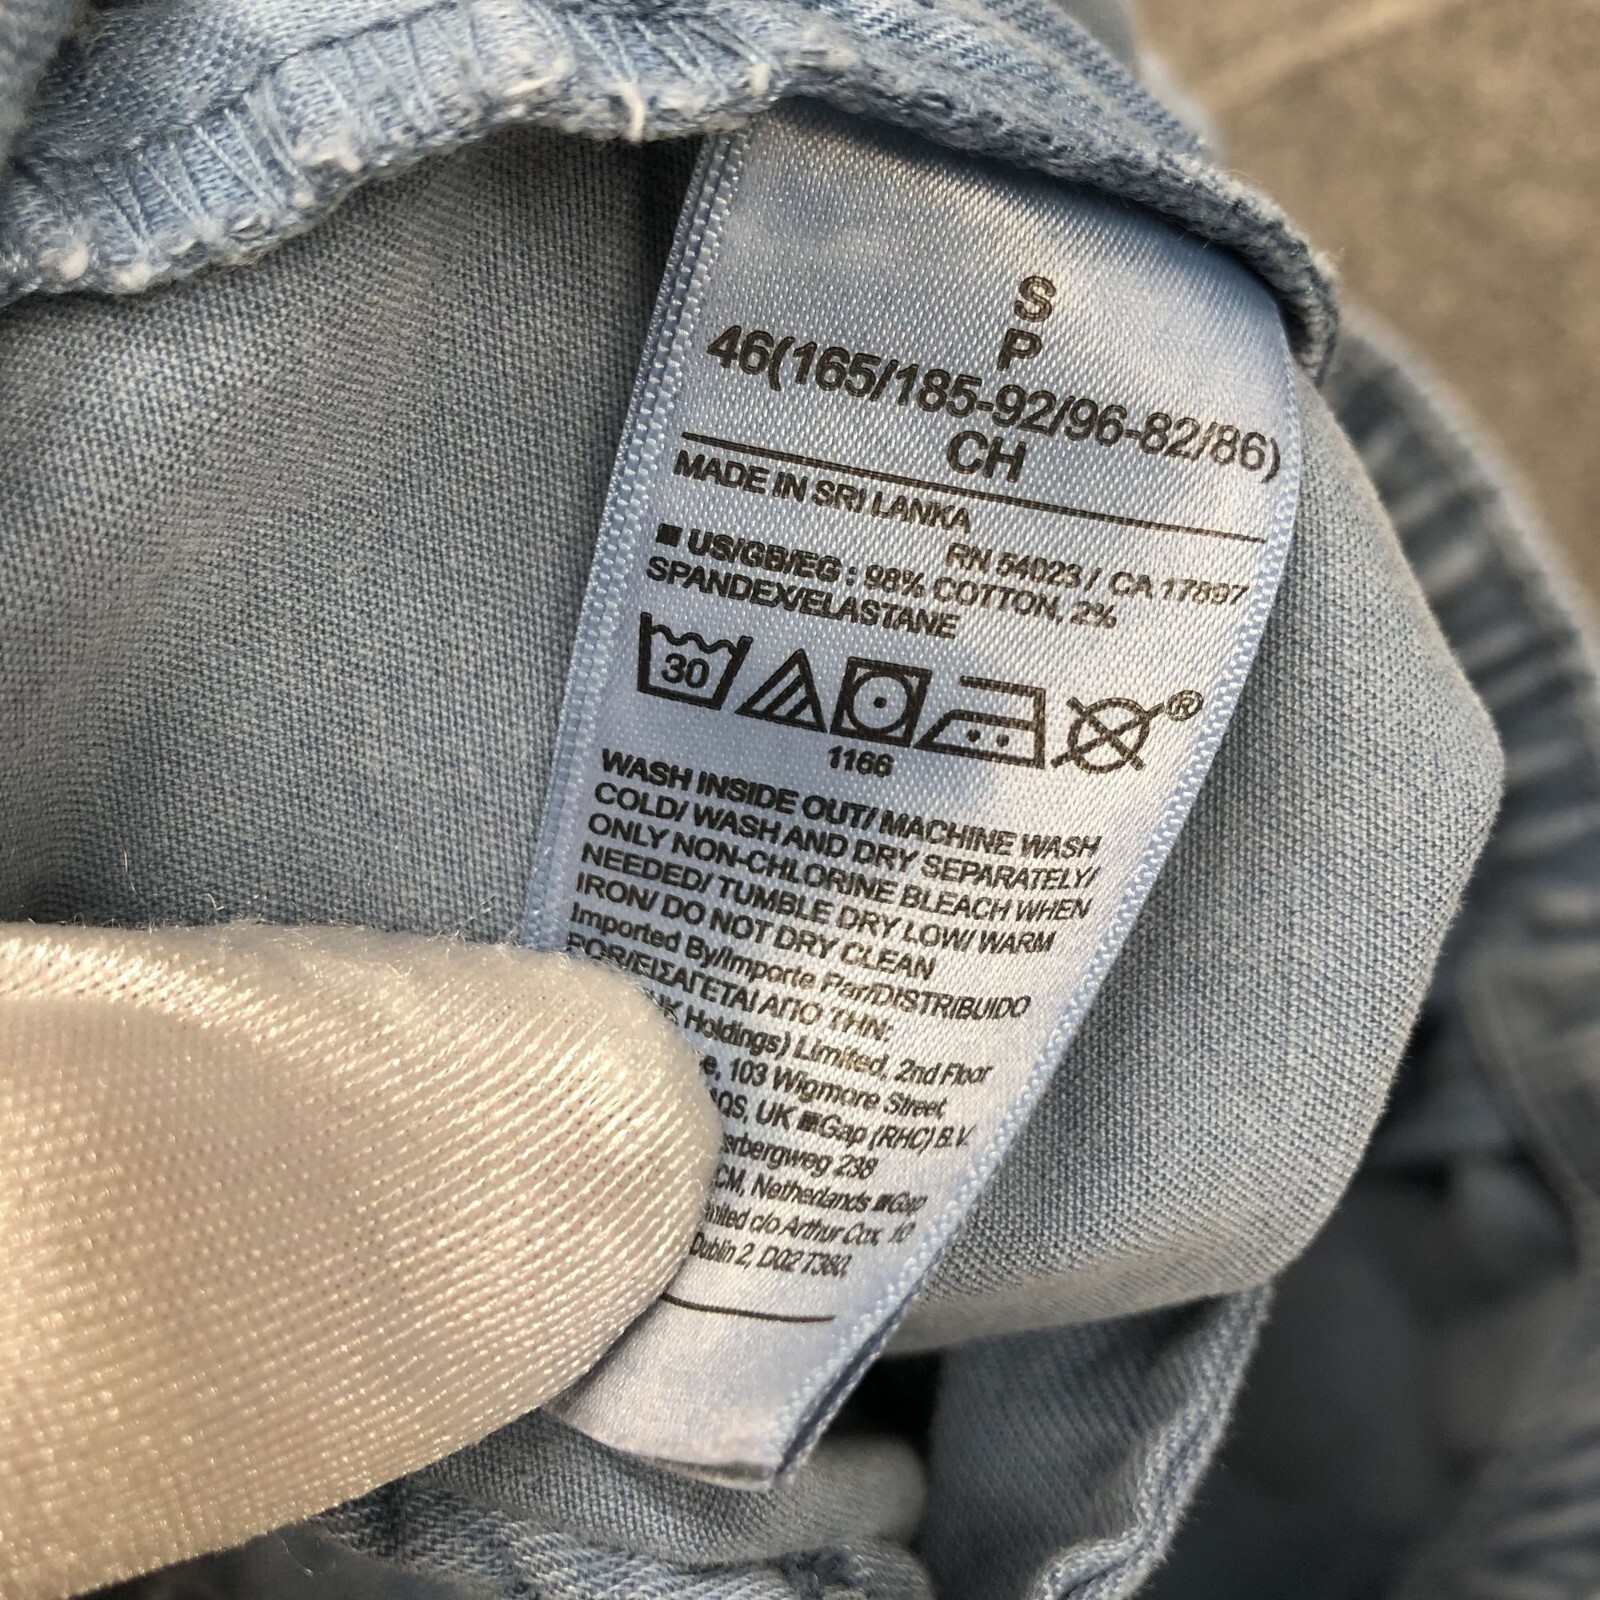 S
P
46(165/185-92/96-82/86)
CH
MADE IN SRI LANKA
RN 54023 / CA 17897
■ US/GB/EG : 98% COTTON, 2%
SPANDEX/ELASTANE
30
®
1166
WASH INSIDE OUT/ MACHINE WASH
COLD/ WASH AND DRY SEPARATELY/
ONLY NON-CHLORINE BLEACH WHEN
NEEDED/ TUMBLE DRY LOW/ WARM
IRON/ DO NOT DRY CLEAN
Imported By/Importe Par/DISTRIBUIDO
POR/ΕΙΣΑΓΕΤΑΙ ΑΠΟ ΤΗΝ:
Holdings) Limited, 2nd Floor
103 Wigmore Street,
UK ■Gap (RHC) B.V.
238
Netherlands ■Gap
c/o Arthur Cox, 10
Dublin 2, D02 T380,